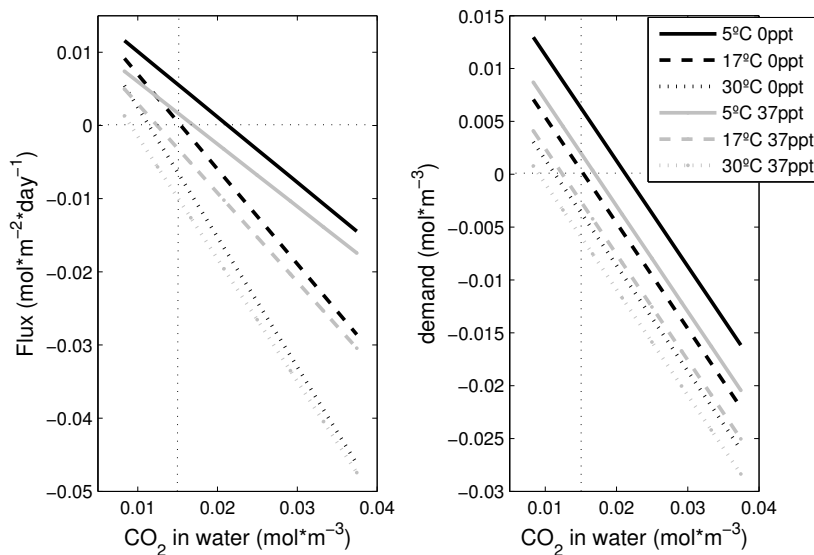 0.01
0
−0.01
−0.02
−0.03
−0.04
−0.05
Flux (mol*m−2*day−1)
0.01 0.02 0.03 0.04
CO2 in water (mol*m−3)
0.015
0.01
0.005
0
−0.005
−0.01
−0.015
−0.02
−0.025
−0.03
demand (mol*m−3)
0.01 0.02 0.03 0.04
CO2 in water (mol*m−3)
5ºC 0ppt
17ºC 0ppt
30ºC 0ppt
5ºC 37ppt
17ºC 37ppt
30ºC 37ppt